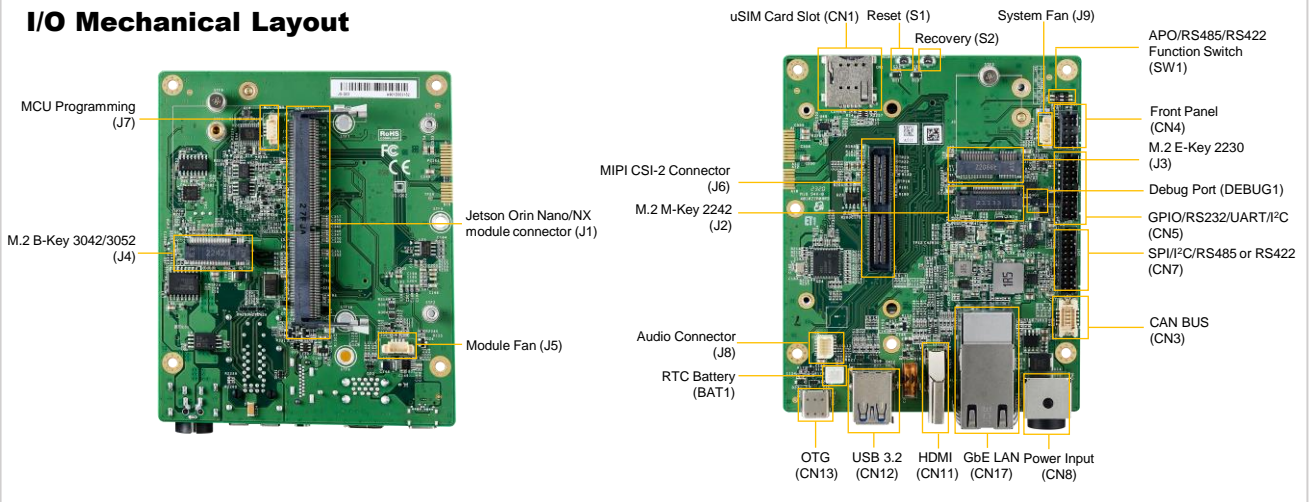 I/O Mechanical Layout
MCU Programming
(J7)
M.2 B-Key 3042/3052
(J4)
Jetson Orin Nano/NX
module connector (J1)
Module Fan (J5)
RoHS
FC
CE
uSIM Card Slot (CN1)
Reset (S1)
Recovery (S2)
System Fan (J9)
APO/RS485/RS422
Function Switch
(SW1)
Front Panel
(CN4)
M.2 E-Key 2230
(J3)
Debug Port (DEBUG1)
GPIO/RS232/UART/I²C
(CN5)
SPI/I²C/RS485 or RS422
(CN7)
CAN BUS
(CN3)
MIPI CSI-2 Connector
(J6)
M.2 M-Key 2242
(J2)
Audio Connector
(J8)
RTC Battery
(BAT1)
1R5
OTG
(CN13)
USB 3.2
(CN12)
HDMI
(CN11)
GbE LAN
(CN17)
Power Input
(CN8)